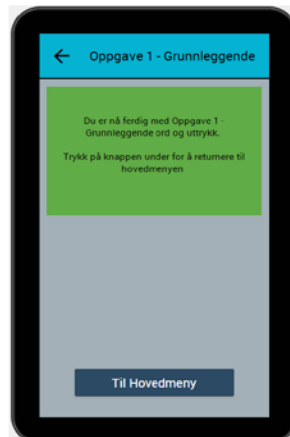 Oppgave 1 - Grunnleggende
Du er nå ferdig med Oppgave 1 -
Grunnleggende ord og uttrykk.
Trykk på knappen under for å returnere til
hovedmenyen
Til Hovedmeny